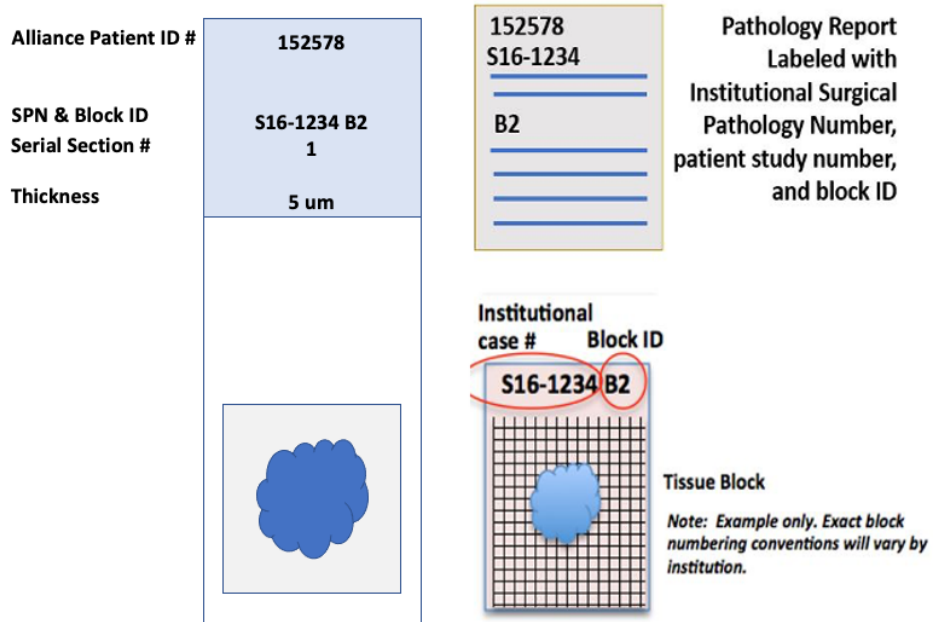 Alliance Patient ID # 152578
SPN & Block ID S16-1234 B2
Serial Section # 1
Thickness 5 um
152578
S16-1234
B2
Pathology Report
Labeled with
Institutional Surgical
Pathology Number,
patient study number,
and block ID
Institutional
case # Block ID
S16-1234 B2
Tissue Block
Note: Example only. Exact block
numbering conventions will vary by
institution.